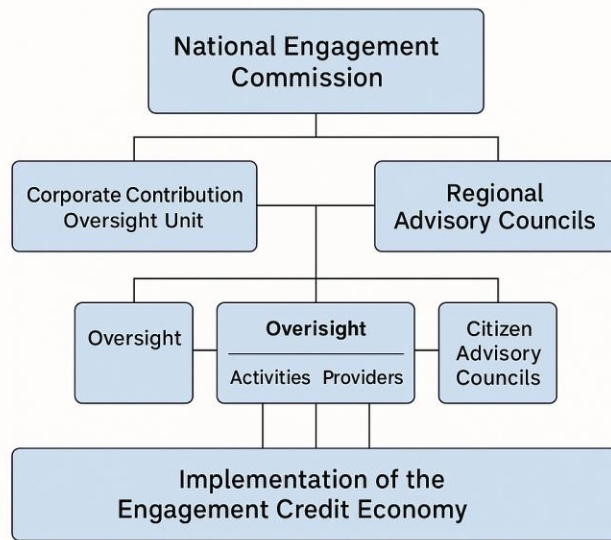 National Engagement
Commission
Corporate Contribution
Oversight Unit
Regional
Advisory Councils
Oversight
Overisight
Activities Providers
Citizen
Advisory
Councils
Implementation of the
Engagement Credit Economy